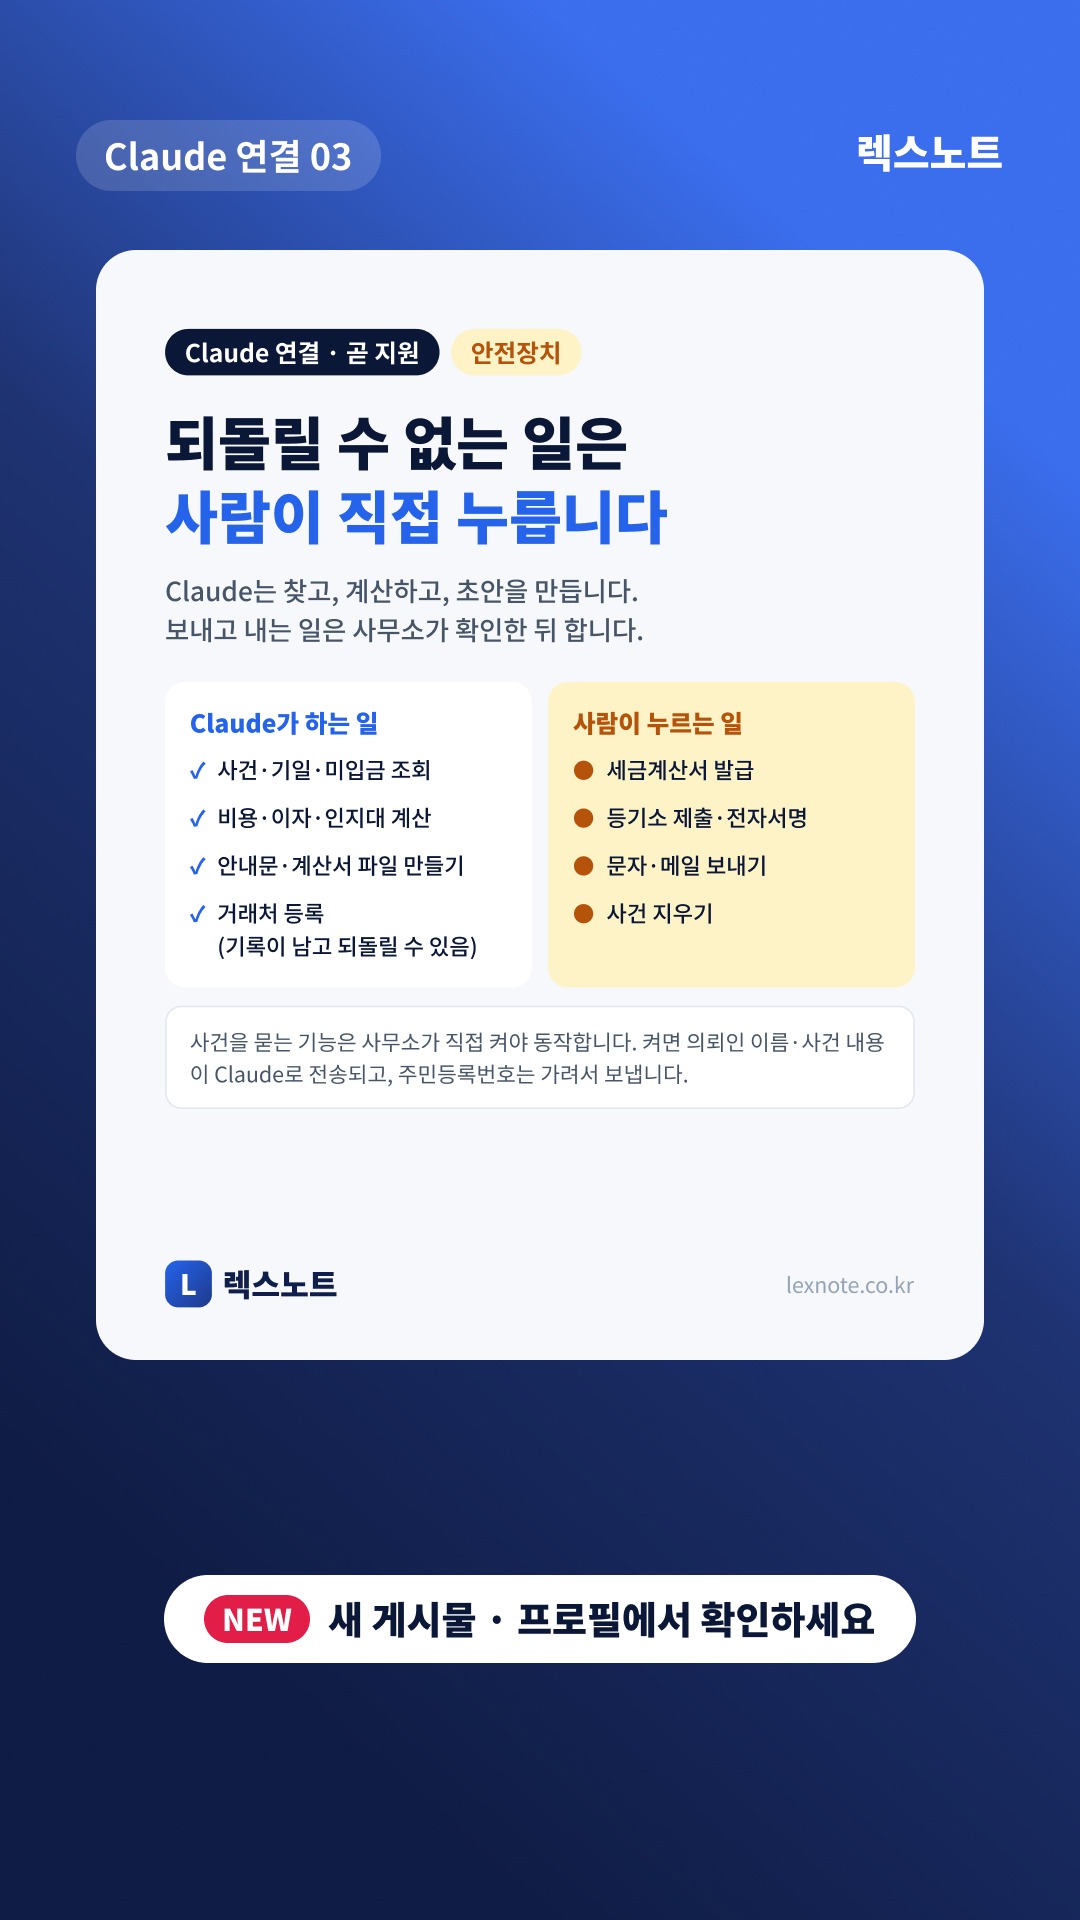 Claude 연결 03
렉스노트
Claude 연결 · 곧 지원
안전장치
되돌릴 수 없는 일은
사람이 직접 누릅니다
Claude는 찾고, 계산하고, 초안을 만듭니다.
보내고 내는 일은 사무소가 확인한 뒤 합니다.
Claude가 하는 일
✓ 사건·기일·미입금 조회
✓ 비용·이자·인지대 계산
✓ 안내문·계산서 파일 만들기
✓ 거래처 등록
(기록이 남고 되돌릴 수 있음)
사람이 누르는 일
● 세금계산서 발급
● 등기소 제출·전자서명
● 문자·메일 보내기
● 사건 지우기
사건을 묻는 기능은 사무소가 직접 켜야 동작합니다. 켜면 의뢰인 이름·사건 내용
이 Claude로 전송되고, 주민등록번호는 가려서 보냅니다.
L 렉스노트
lexnote.co.kr
NEW 새 게시물 · 프로필에서 확인하세요